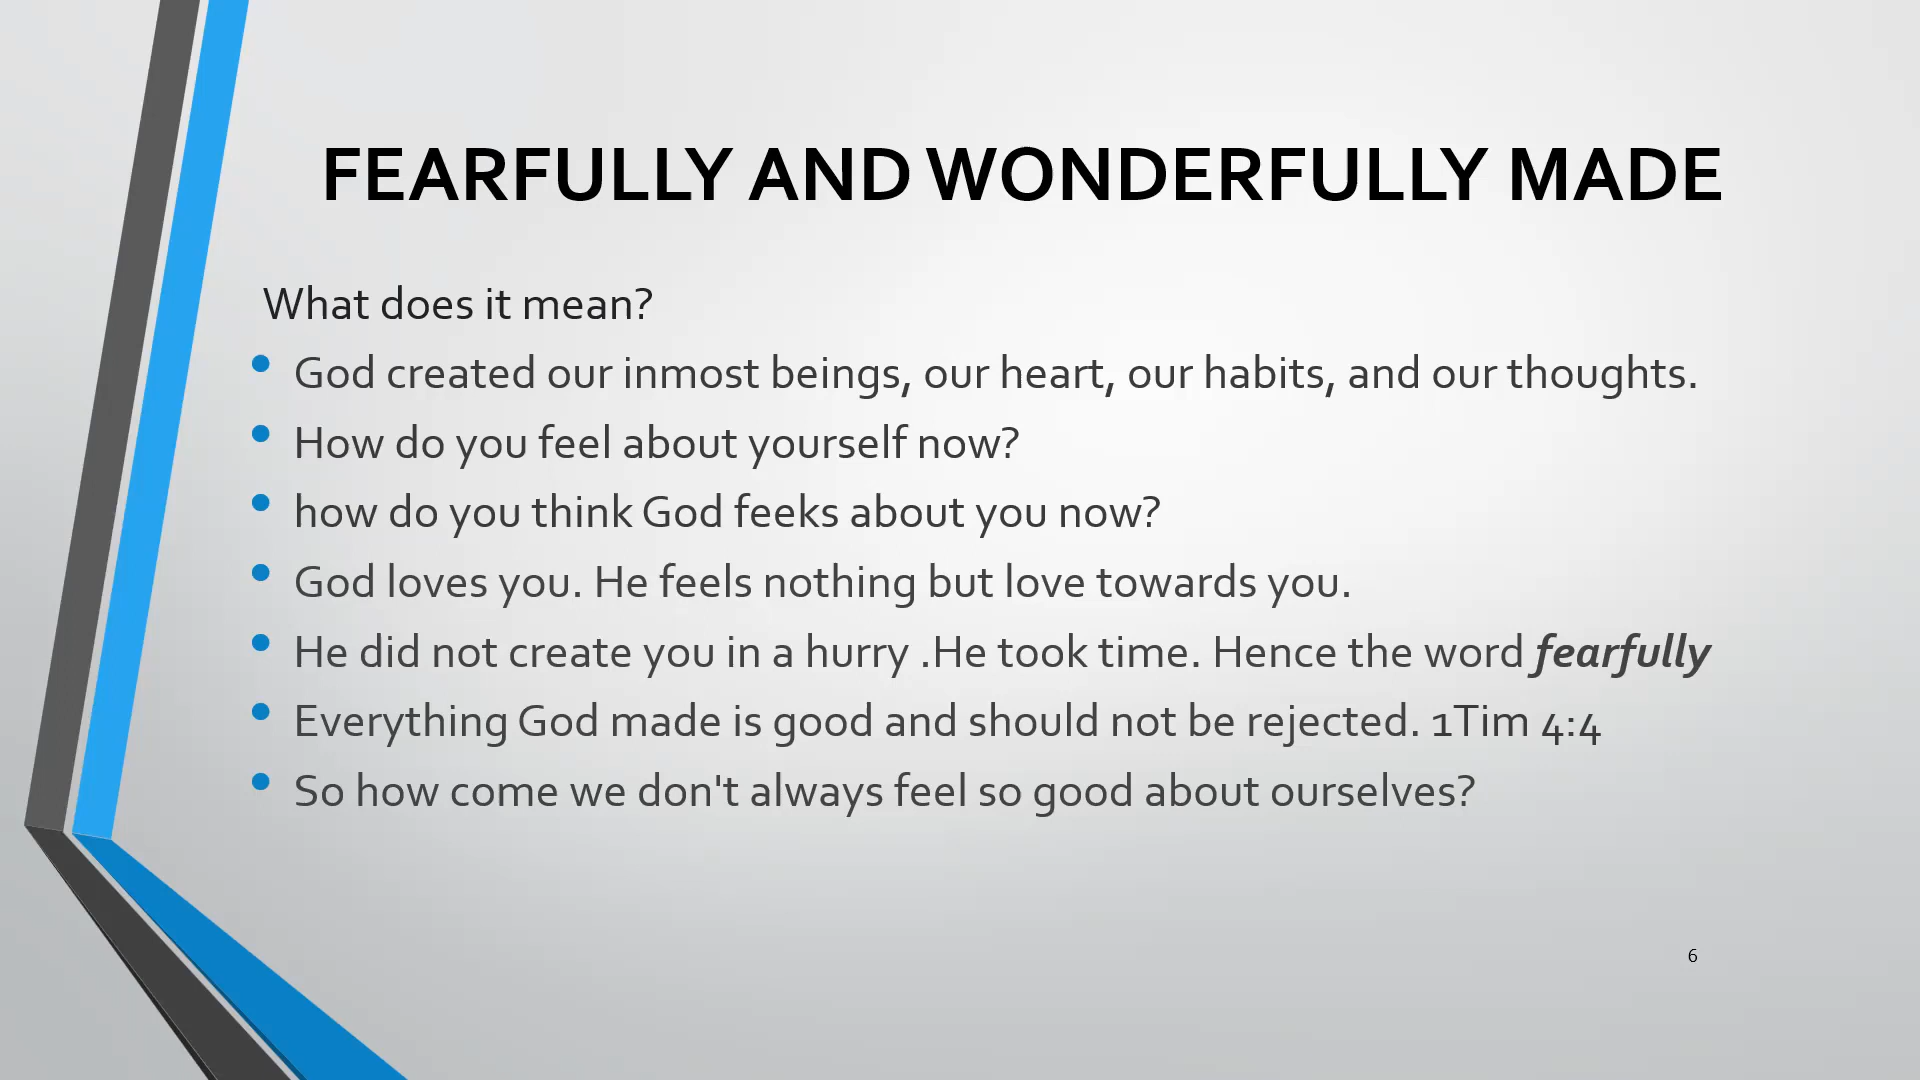 FEARFULLY AND WONDERFULLY MADE
What does it mean?
God created our inmost beings, our heart, our habits, and our thoughts.
How do you feel about yourself now?
how do you think God feeks about you now?
God loves you. He feels nothing but love towards you.
He did not create you in a hurry .He took time. Hence the word fearfully
Everything God made is good and should not be rejected. 1Tim 4:4
So how come we don't always feel so good about ourselves?
6